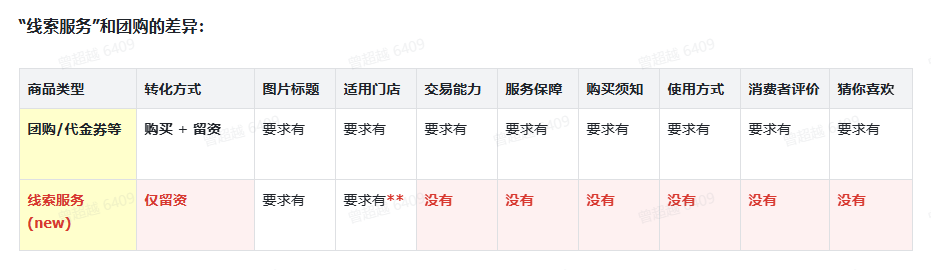 “线索服务”和团购的差异：
商品类型 转化方式 图片标题 适用门店 交易能力 服务保障 购买须知 使用方式 消费者评价 猜你喜欢
团购/代金券等 购买 + 留资 要求有 要求有 要求有 要求有 要求有 要求有 要求有 要求有
线索服务 仅留资 要求有 要求有** 没有 没有 没有 没有 没有 没有
(new)